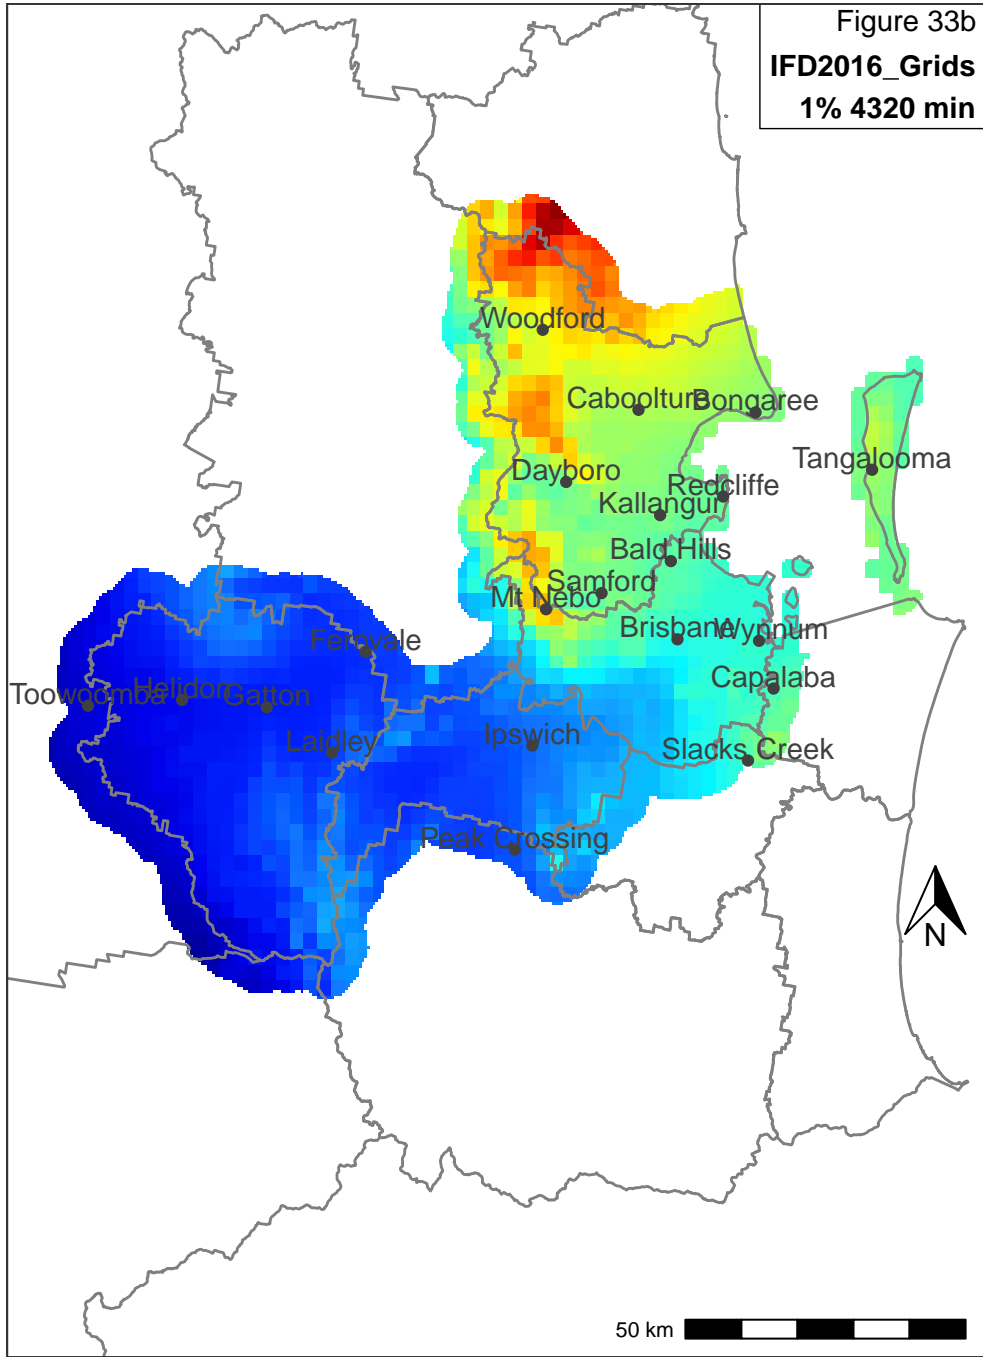 Figure 33b
IFD2016_Grids
1% 4320 min
Woodford
Caboolture
Bongaree
Tangalooma
Dayboro
Redcliffe
Kallangur
Bald Hills
Samford
Mt Nebo
Brisbane
Wynnum
Fernvale
Capalaba
Toowoomba
Helidon
Gatton
Laidley
Ipswich
Slacks Creek
Peak Crossing
N
50 km